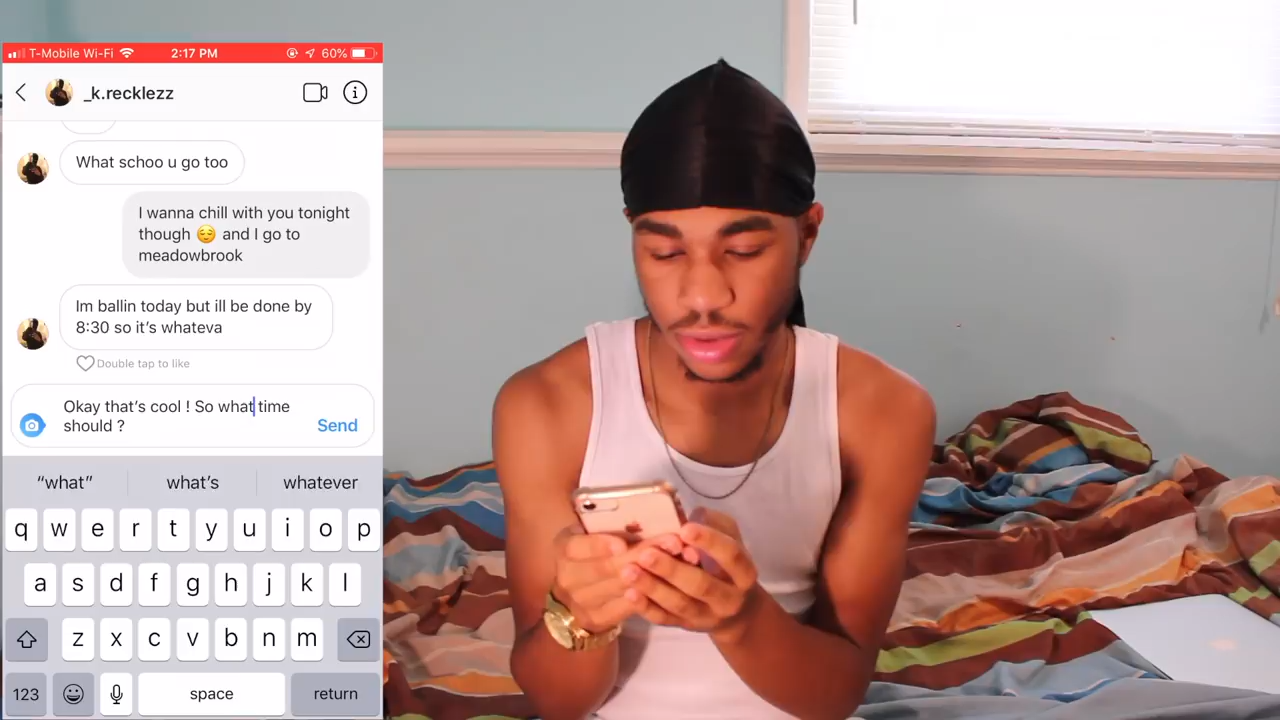 T-Mobile Wi-Fi 2:17 PM 60%
_k.recklezz
What schoo u go too
I wanna chill with you tonight
though 😌 and I go to
meadowbrook
Im ballin today but ill be done by
8:30 so it's whateva
Double tap to like
Okay that's cool ! So what time
should ?
Send
“what” what's whatever
q w e r t y u i o p
a s d f g h j k l
z x c v b n m
123 space return